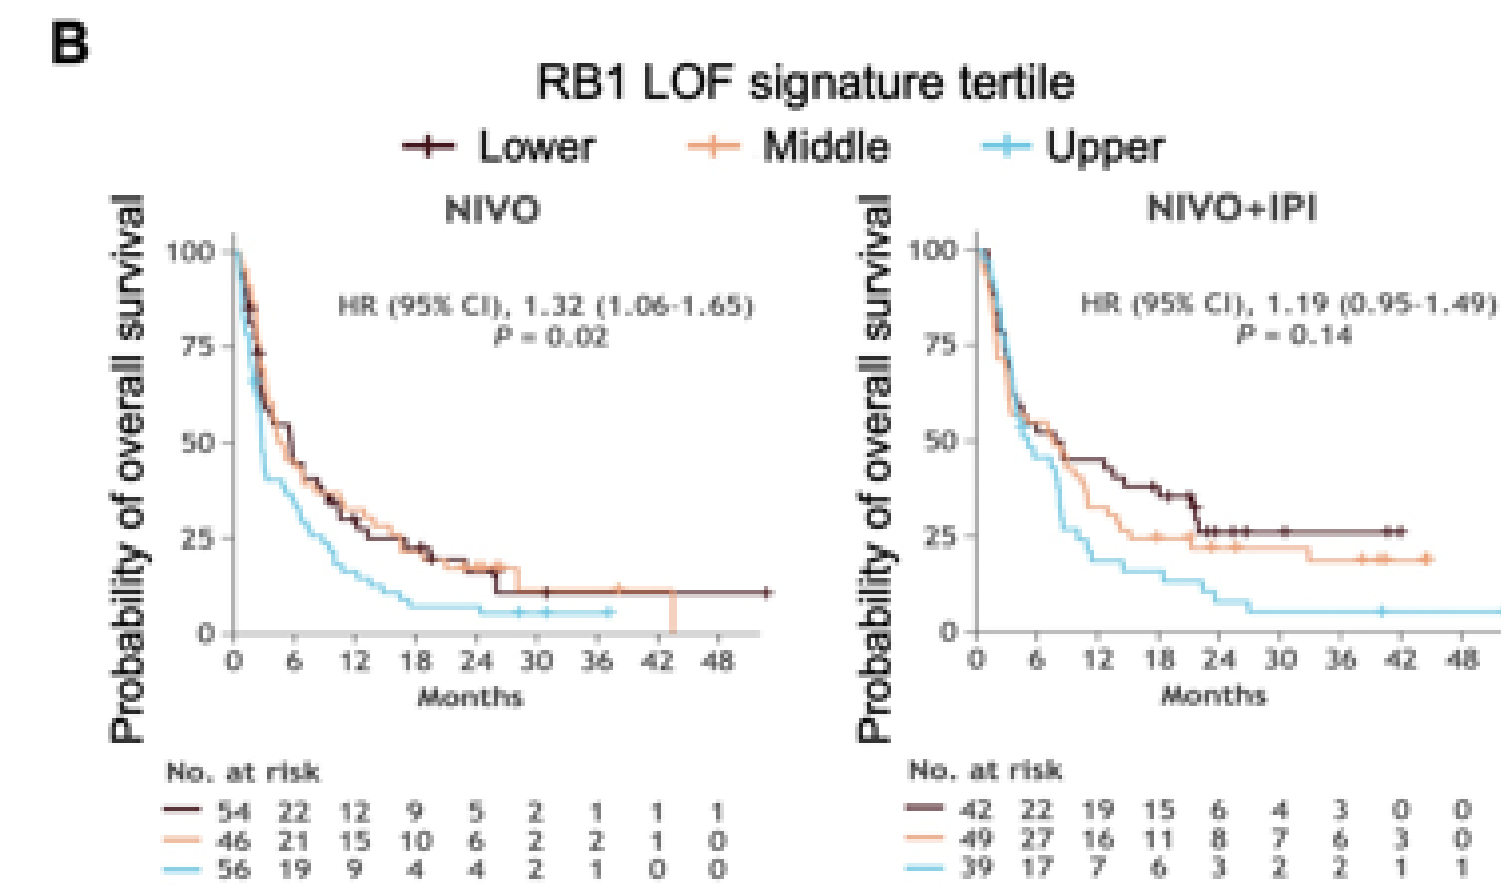 B
RB1 LOF signature tertile
Lower Middle Upper
NIVO
Probability of overall survival
100
75
50
25
0
HR (95% CI), 1.32 (1.06-1.65)
P = 0.02
0 6 12 18 24 30 36 42 48
Months
No. at risk
54 22 12 9 5 2 1 1 1
46 21 15 10 6 2 2 1 0
56 19 9 4 4 2 1 0 0
NIVO+IPI
Probability of overall survival
100
75
50
25
0
HR (95% CI), 1.19 (0.95-1.49)
P = 0.14
0 6 12 18 24 30 36 42 48
Months
No. at risk
42 22 19 15 6 4 3 0 0
49 27 16 11 8 7 6 3 0
39 17 7 6 3 2 2 1 1